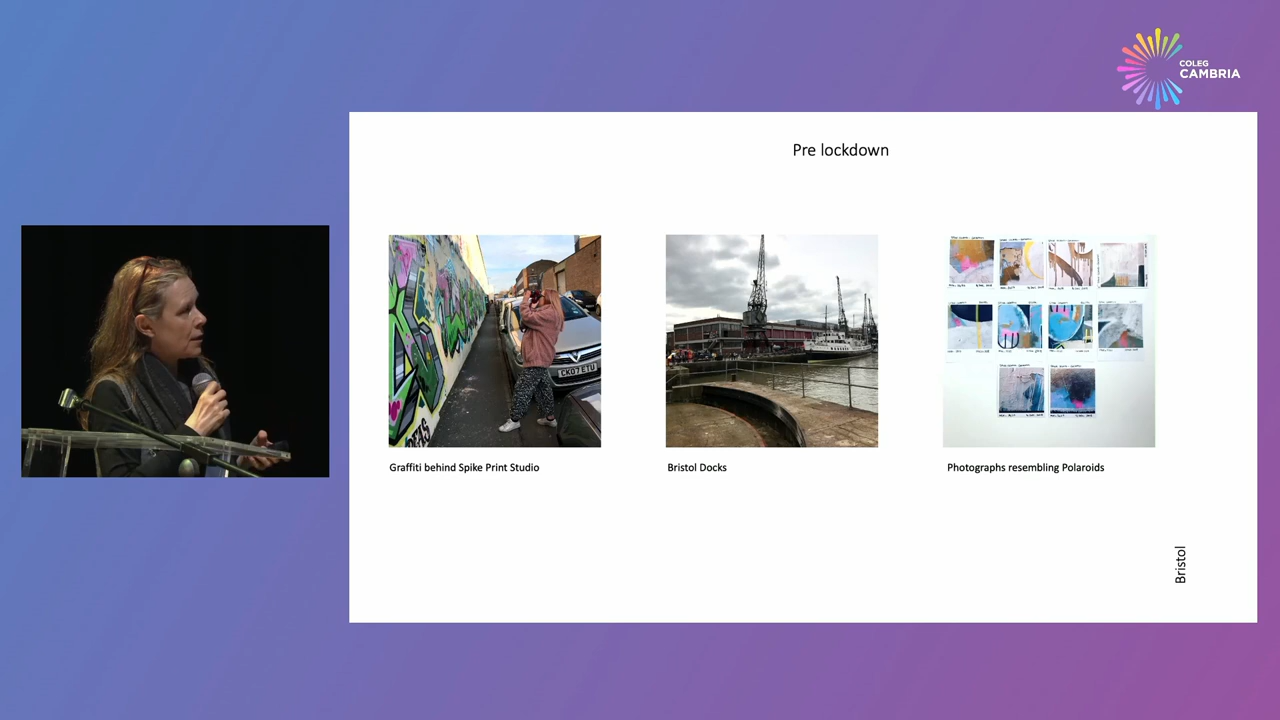 COLEG
CAMBRIA
Pre lockdown
CK07 ETU
Graffiti behind Spike Print Studio
Bristol Docks
Photographs resembling Polaroids
Bristol